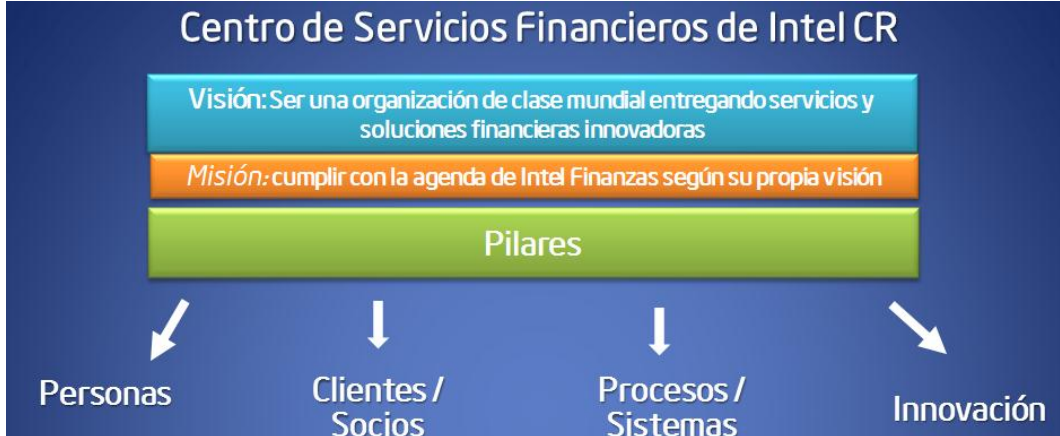 Centro de Servicios Financieros de Intel CR
Visión: Ser una organización de clase mundial entregando servicios y
soluciones financieras innovadoras
Misión: cumplir con la agenda de Intel Finanzas según su propia visión
Pilares
Personas
Clientes /
Socios
Procesos /
Sistemas
Innovación